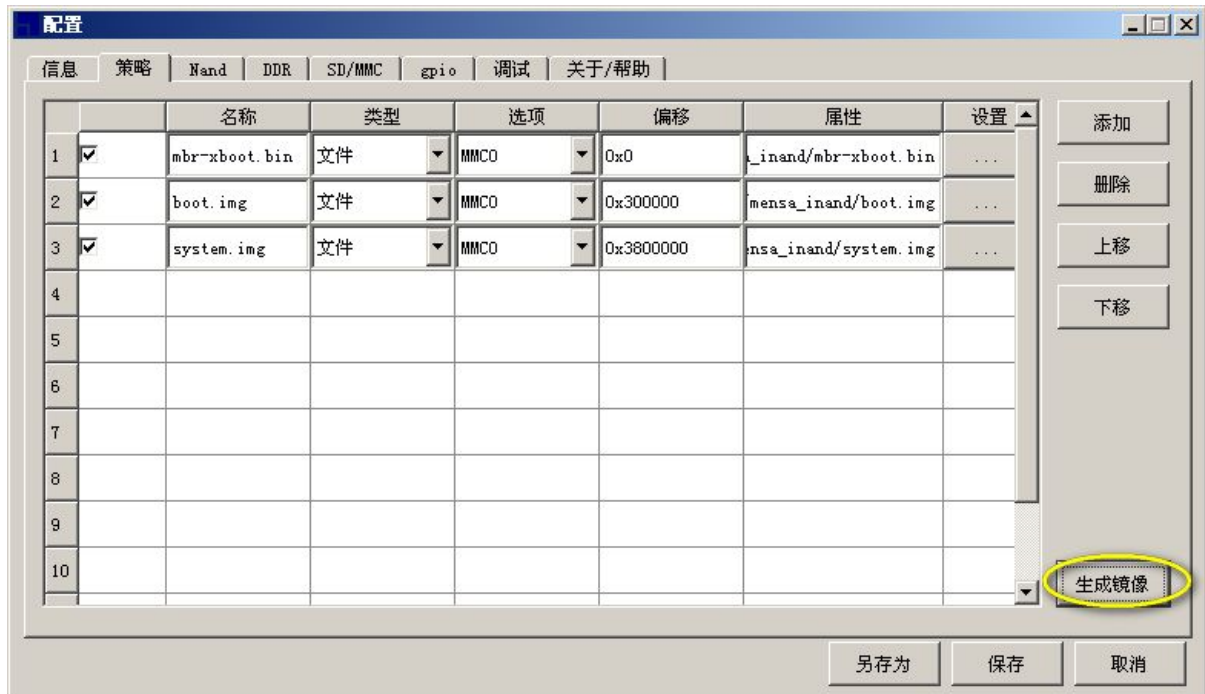 配置
信息 策略 Nand DDR SD/MMC gpio 调试 关于/帮助
名称 类型 选项 偏移 属性 设置 添加
1 mbr-xboot.bin 文件 MMC0 0x0 _inand/mbr-xboot.bin ...
删除
2 boot.img 文件 MMC0 0x300000 mensa_inand/boot.img ...
3 system.img 文件 MMC0 0x3800000 nsa_inand/system.img ... 上移
4 下移
5
6
7
8
9
10 生成镜像
另存为 保存 取消